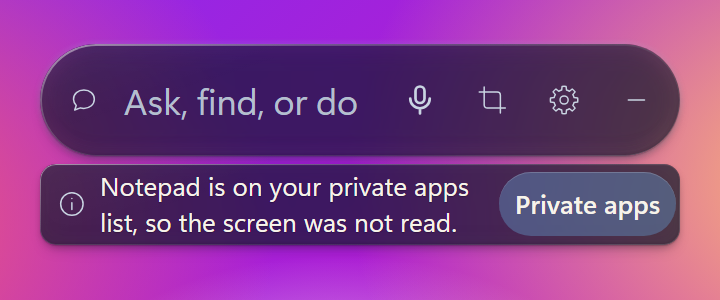 Ask, find, or do
Notepad is on your private apps
list, so the screen was not read.
Private apps